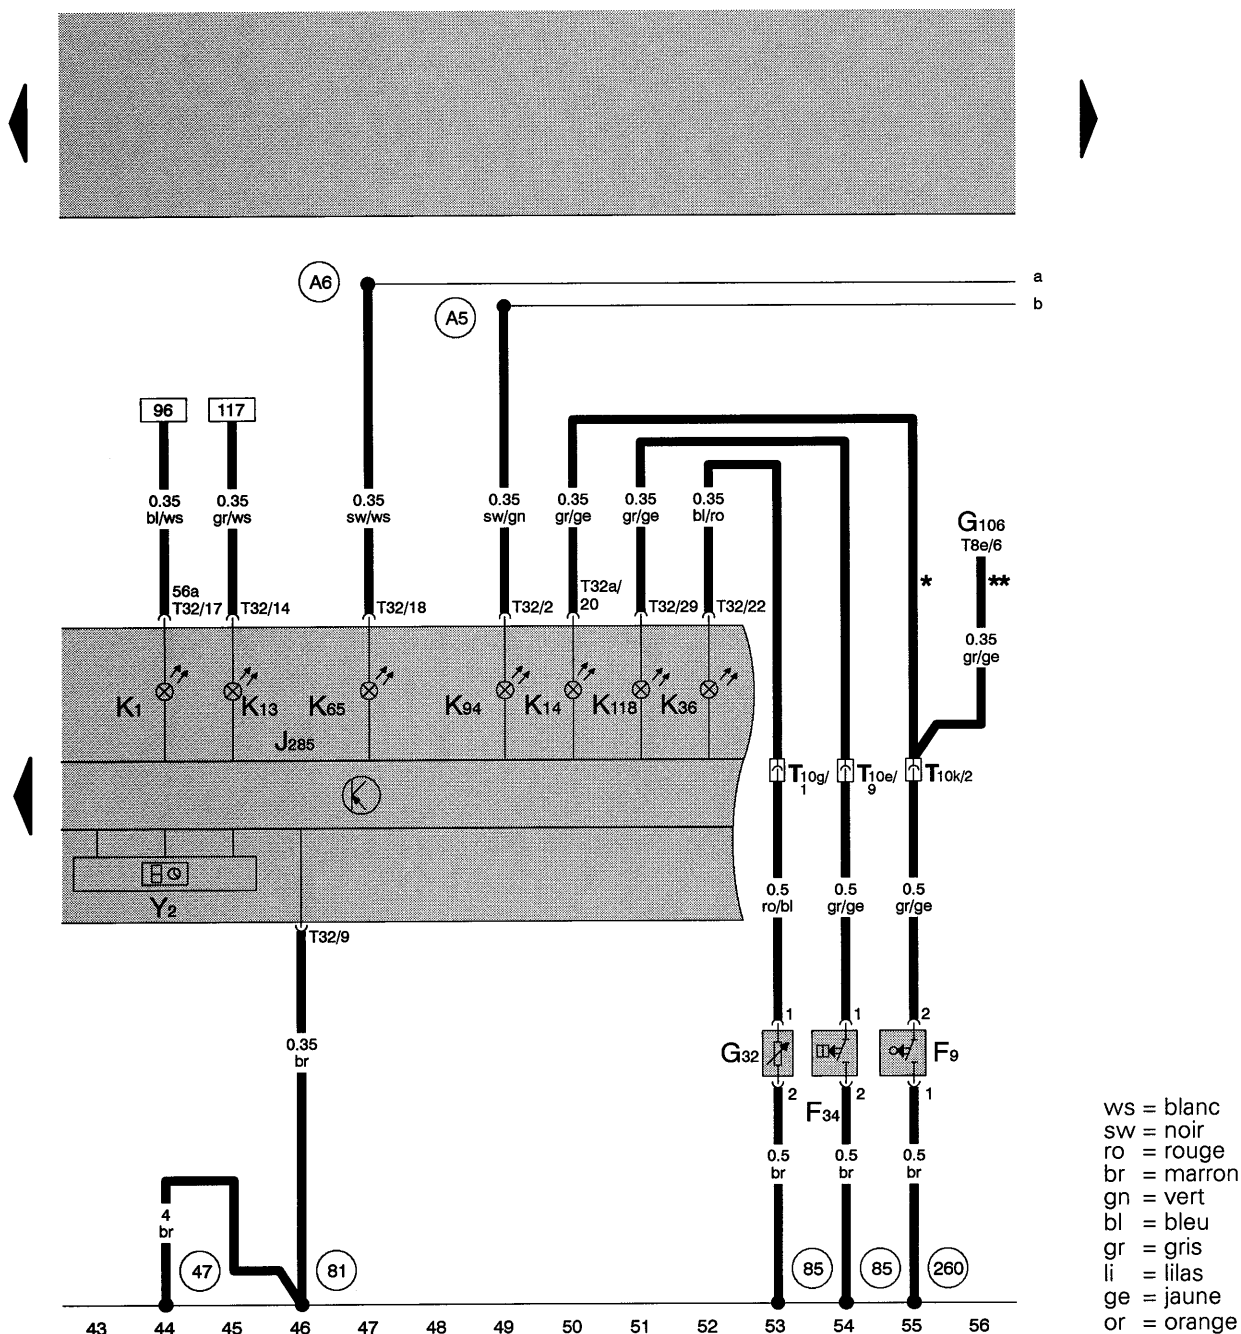 A6
a
A5
b
96
117
0.35
bl/ws
0.35
gr/ws
0.35
sw/ws
0.35
sw/gn
0.35
gr/ge
0.35
gr/ge
0.35
bl/ro
G106
T8e/6
*
**
56a
T32/17
T32/14
T32/18
T32/2
T32a/
20
T32/29
T32/22
0.35
gr/ge
K1
K13
K65
K94
K14
K118
K36
J285
T10g/
1
T10e/
9
T10k/2
Y2
0.5
ro/bl
0.5
gr/ge
0.5
gr/ge
T32/9
1
1
2
0.35
br
G32
F9
2
F34
2
1
0.5
br
0.5
br
0.5
br
4
br
47
81
85
85
260
43 44 45 46 47 48 49 50 51 52 53 54 55 56
ws = blanc
sw = noir
ro = rouge
br = marron
gn = vert
bl = bleu
gr = gris
li = lilas
ge = jaune
or = orange